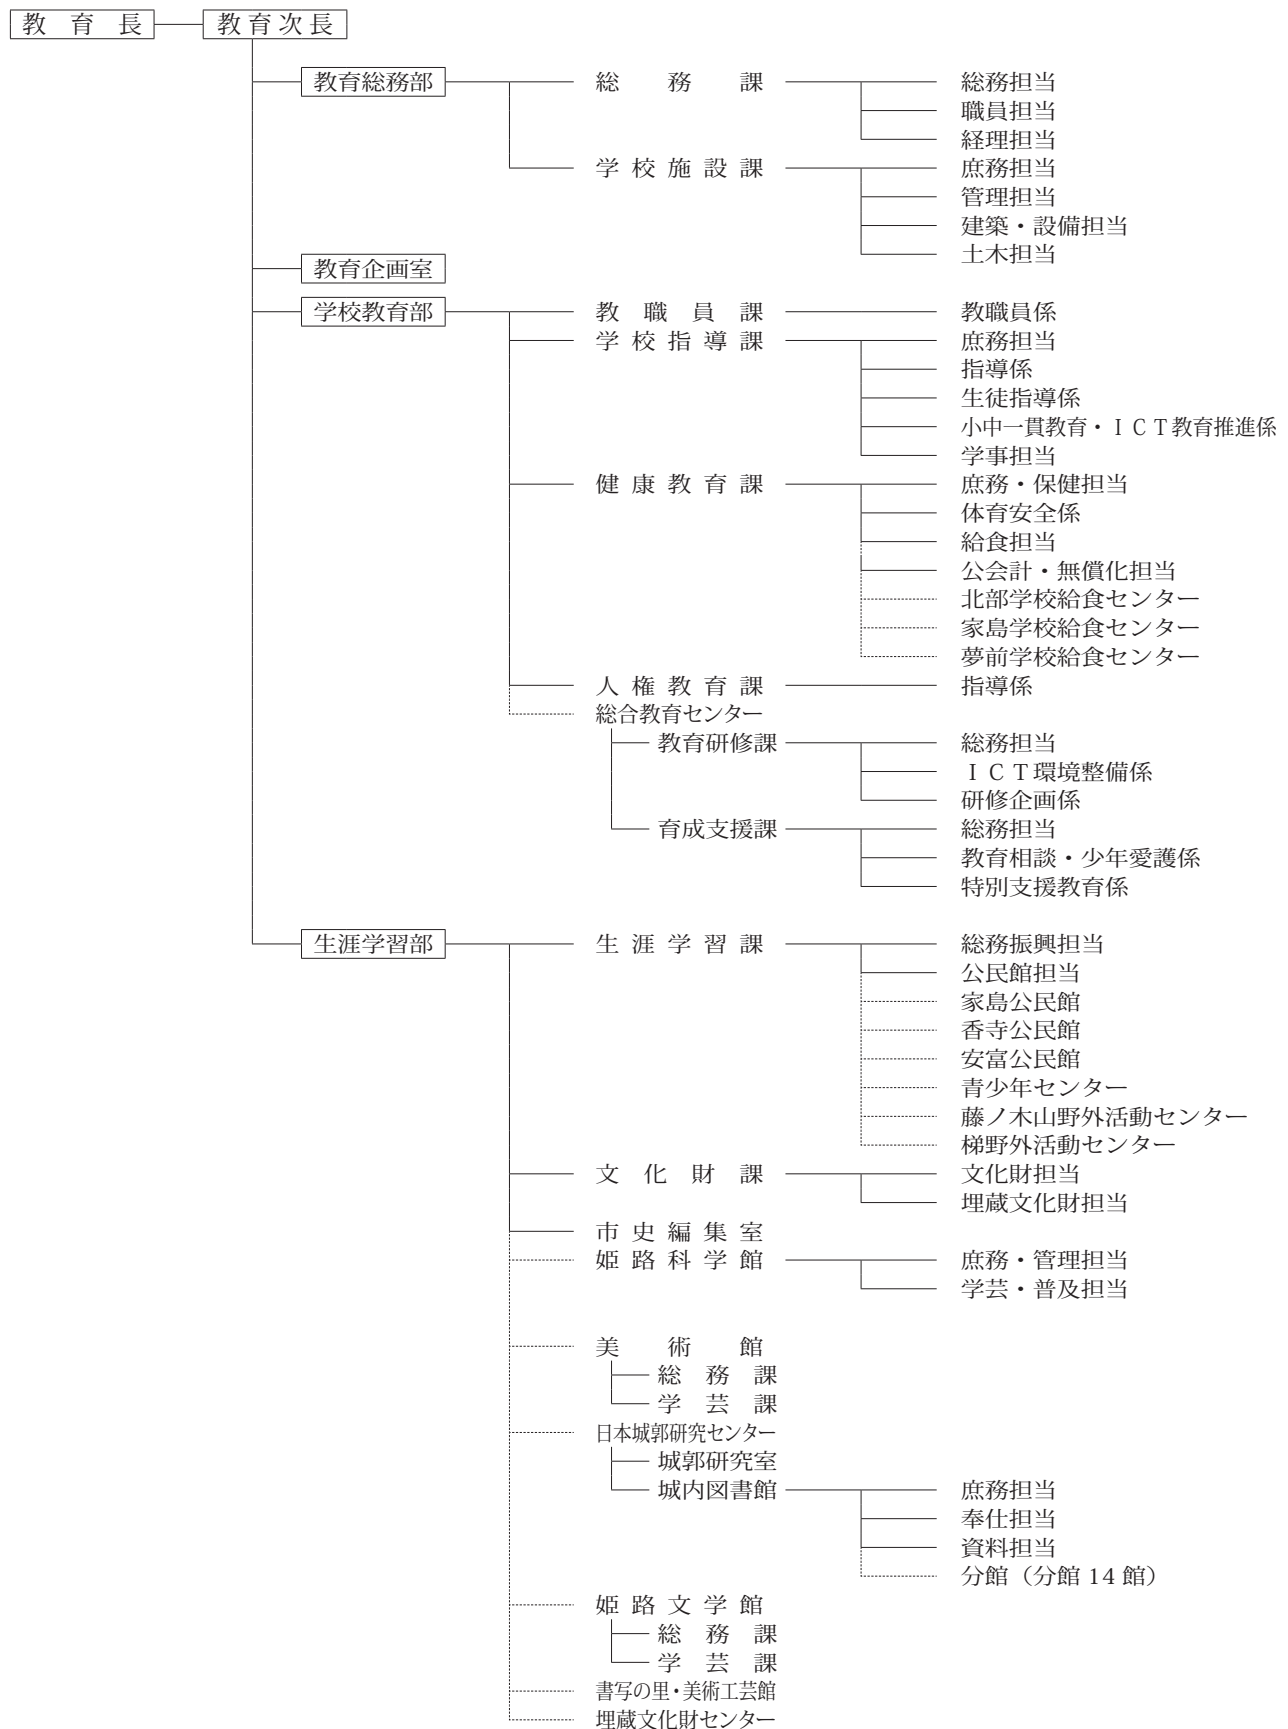 教育長 教育次長
教育総務部 総務課 総務担当
職員担当
経理担当
学校施設課 庶務担当
管理担当
建築・設備担当
土木担当
教育企画室
学校教育部 教職員課 教職員係
学校指導課 庶務担当
指導係
生徒指導係
小中一貫教育・ＩＣＴ教育推進係
学事担当
健康教育課 庶務・保健担当
体育安全係
給食担当
公会計・無償化担当
北部学校給食センター
家島学校給食センター
夢前学校給食センター
人権教育課 指導係
総合教育センター
教育研修課 総務担当
ＩＣＴ環境整備係
研修企画係
育成支援課 総務担当
教育相談・少年愛護係
特別支援教育係
生涯学習部 生涯学習課 総務振興担当
公民館担当
家島公民館
香寺公民館
安富公民館
青少年センター
藤ノ木山野外活動センター
梯野外活動センター
文化財課 文化財担当
埋蔵文化財担当
市史編集室
姫路科学館 庶務・管理担当
学芸・普及担当
美術館
総務課
学芸課
日本城郭研究センター
城郭研究室
城内図書館 庶務担当
奉仕担当
資料担当
分館（分館 14 館）
姫路文学館
総務課
学芸課
書写の里・美術工芸館
埋蔵文化財センター